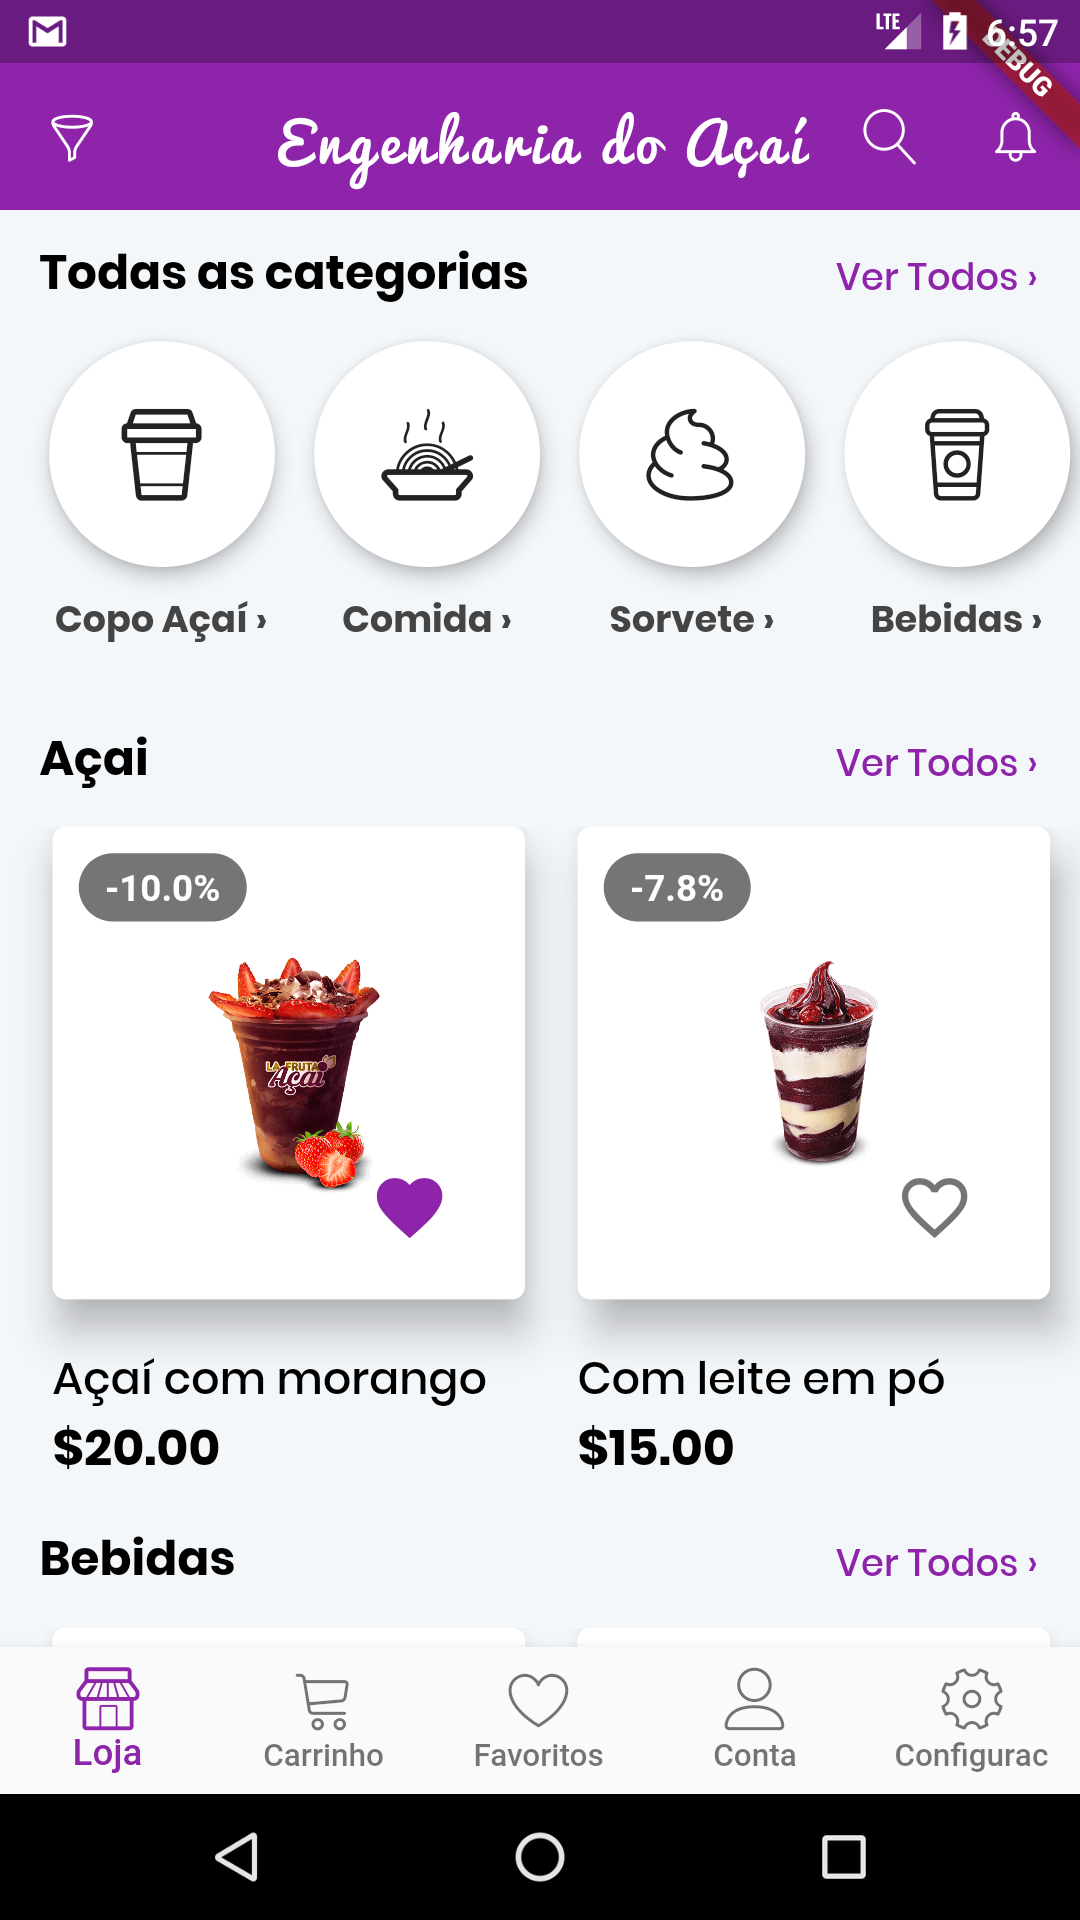 LTE 6:57
DEBUG
Engenharia do Açaí
Todas as categorias
Ver Todos ›
Copo Açaí ›
Comida ›
Sorvete ›
Bebidas ›
Açai
Ver Todos ›
-10.0%
-7.8%
LA FRUTA
Açaí
Açaí com morango
Com leite em pó
$20.00
$15.00
Bebidas
Ver Todos ›
Loja
Carrinho
Favoritos
Conta
Configurac